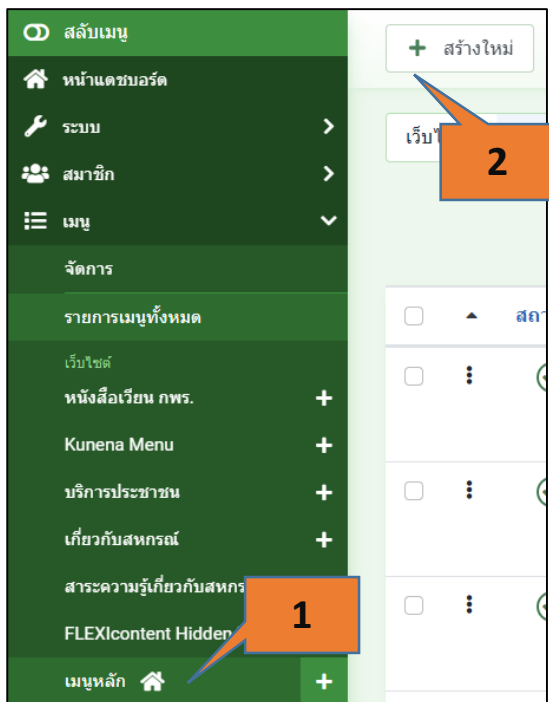 สลับเมนู
หน้าแดชบอร์ด
ระบบ
สมาชิก
เมนู
จัดการ
รายการเมนูทั้งหมด
เว็บไซต์
หนังสือเวียน กพร.
Kunena Menu
บริการประชาชน
เกี่ยวกับสหกรณ์
สาระความรู้เกี่ยวกับสหกร
FLEXIcontent Hidden
เมนูหลัก
1
+ สร้างใหม่
2